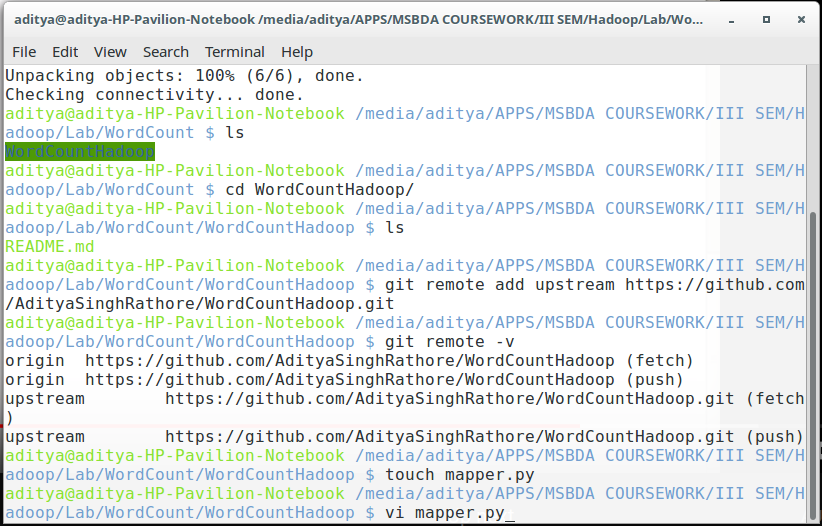 aditya@aditya-HP-Pavilion-Notebook /media/aditya/APPS/MSBDA COURSEWORK/III SEM/Hadoop/Lab/Wo...
File Edit View Search Terminal Help
Unpacking objects: 100% (6/6), done.
Checking connectivity... done.
aditya@aditya-HP-Pavilion-Notebook /media/aditya/APPS/MSBDA COURSEWORK/III SEM/H
adoop/Lab/WordCount $ ls
WordCountHadoop
aditya@aditya-HP-Pavilion-Notebook /media/aditya/APPS/MSBDA COURSEWORK/III SEM/H
adoop/Lab/WordCount $ cd WordCountHadoop/
aditya@aditya-HP-Pavilion-Notebook /media/aditya/APPS/MSBDA COURSEWORK/III SEM/H
adoop/Lab/WordCount/WordCountHadoop $ ls
README.md
aditya@aditya-HP-Pavilion-Notebook /media/aditya/APPS/MSBDA COURSEWORK/III SEM/H
adoop/Lab/WordCount/WordCountHadoop $ git remote add upstream https://github.com
/AdityaSinghRathore/WordCountHadoop.git
aditya@aditya-HP-Pavilion-Notebook /media/aditya/APPS/MSBDA COURSEWORK/III SEM/H
adoop/Lab/WordCount/WordCountHadoop $ git remote -v
origin  https://github.com/AdityaSinghRathore/WordCountHadoop (fetch)
origin  https://github.com/AdityaSinghRathore/WordCountHadoop (push)
upstream        https://github.com/AdityaSinghRathore/WordCountHadoop.git (fetch
)
upstream        https://github.com/AdityaSinghRathore/WordCountHadoop.git (push)
aditya@aditya-HP-Pavilion-Notebook /media/aditya/APPS/MSBDA COURSEWORK/III SEM/H
adoop/Lab/WordCount/WordCountHadoop $ touch mapper.py
aditya@aditya-HP-Pavilion-Notebook /media/aditya/APPS/MSBDA COURSEWORK/III SEM/H
adoop/Lab/WordCount/WordCountHadoop $ vi mapper.py